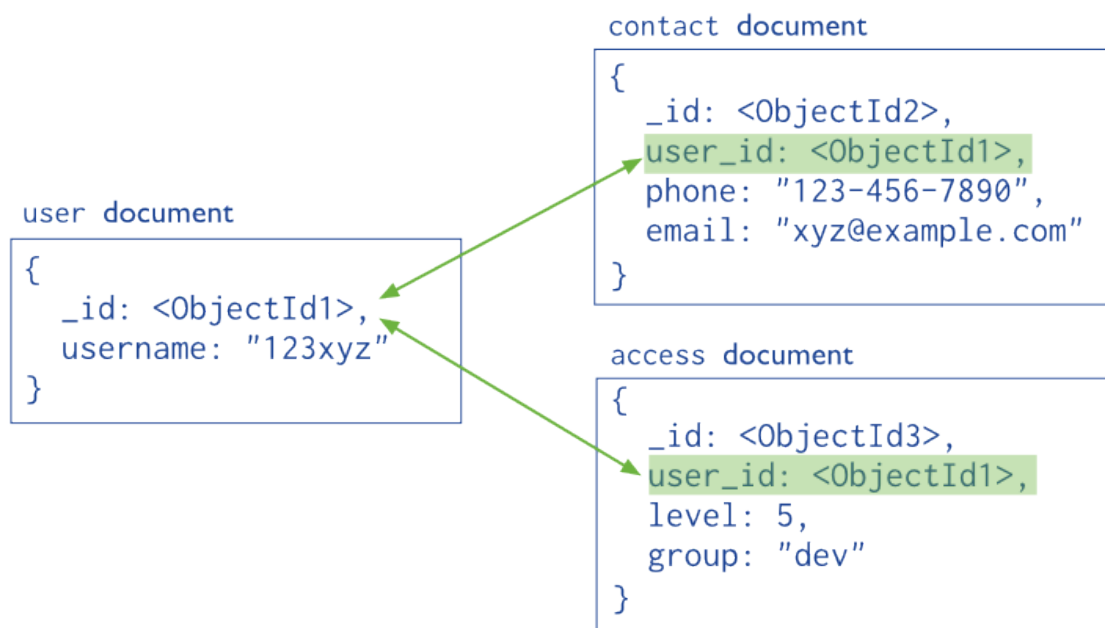 user document
{
_id: <ObjectId1>,
username: "123xyz"
}
contact document
{
_id: <ObjectId2>,
user_id: <ObjectId1>,
phone: "123-456-7890",
email: "xyz@example.com"
}
access document
{
_id: <ObjectId3>,
user_id: <ObjectId1>,
level: 5,
group: "dev"
}